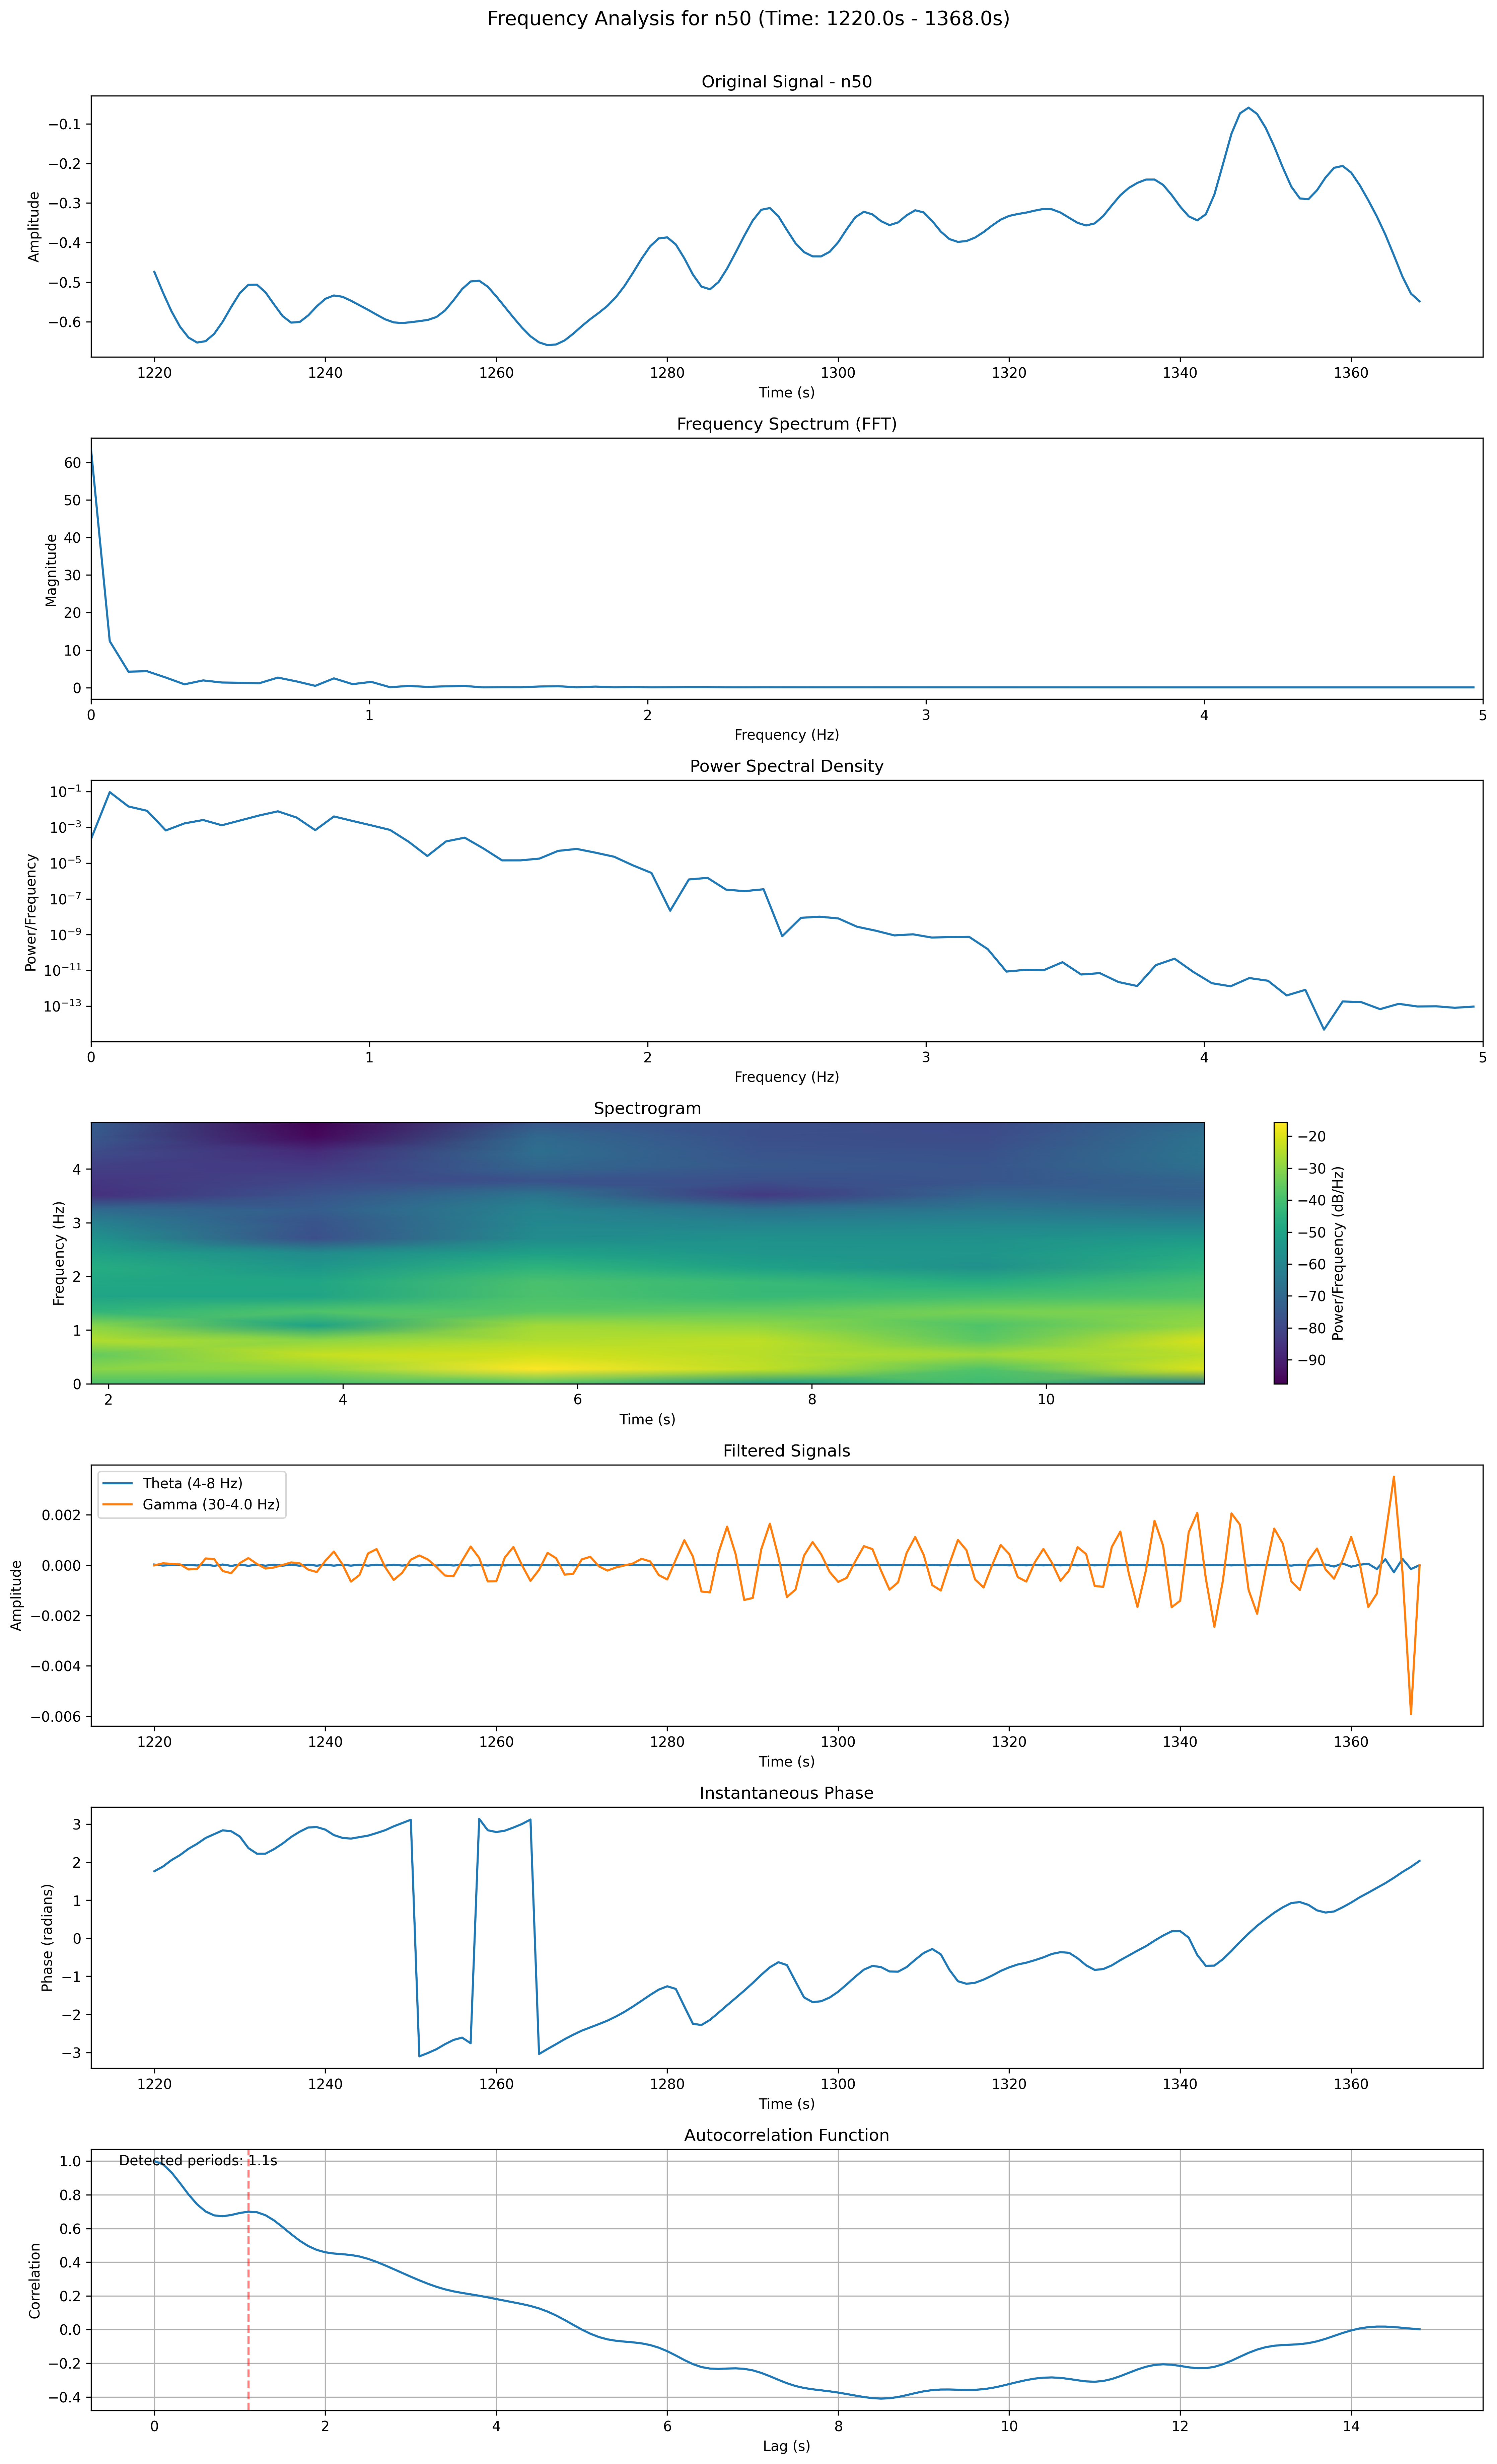 Frequency Analysis for n50 (Time: 1220.0s - 1368.0s)
Original Signal - n50
Amplitude
−0.1
−0.2
−0.3
−0.4
−0.5
−0.6
1220 1240 1260 1280 1300 1320 1340 1360
Time (s)
Frequency Spectrum (FFT)
Magnitude
60
50
40
30
20
10
0
0 1 2 3 4 5
Frequency (Hz)
Power Spectral Density
Power/Frequency
10⁻¹
10⁻³
10⁻⁵
10⁻⁷
10⁻⁹
10⁻¹¹
10⁻¹³
0 1 2 3 4 5
Frequency (Hz)
Spectrogram
Frequency (Hz)
4
3
2
1
0
2 4 6 8 10
Time (s)
−20
−30
−40
−50
−60
−70
−80
−90
Power/Frequency (dB/Hz)
Filtered Signals
Theta (4-8 Hz)
Gamma (30-4.0 Hz)
Amplitude
0.002
0.000
−0.002
−0.004
−0.006
1220 1240 1260 1280 1300 1320 1340 1360
Time (s)
Instantaneous Phase
Phase (radians)
3
2
1
0
−1
−2
−3
1220 1240 1260 1280 1300 1320 1340 1360
Time (s)
Autocorrelation Function
Detected periods: 1.1s
Correlation
1.0
0.8
0.6
0.4
0.2
0.0
−0.2
−0.4
0 2 4 6 8 10 12 14
Lag (s)